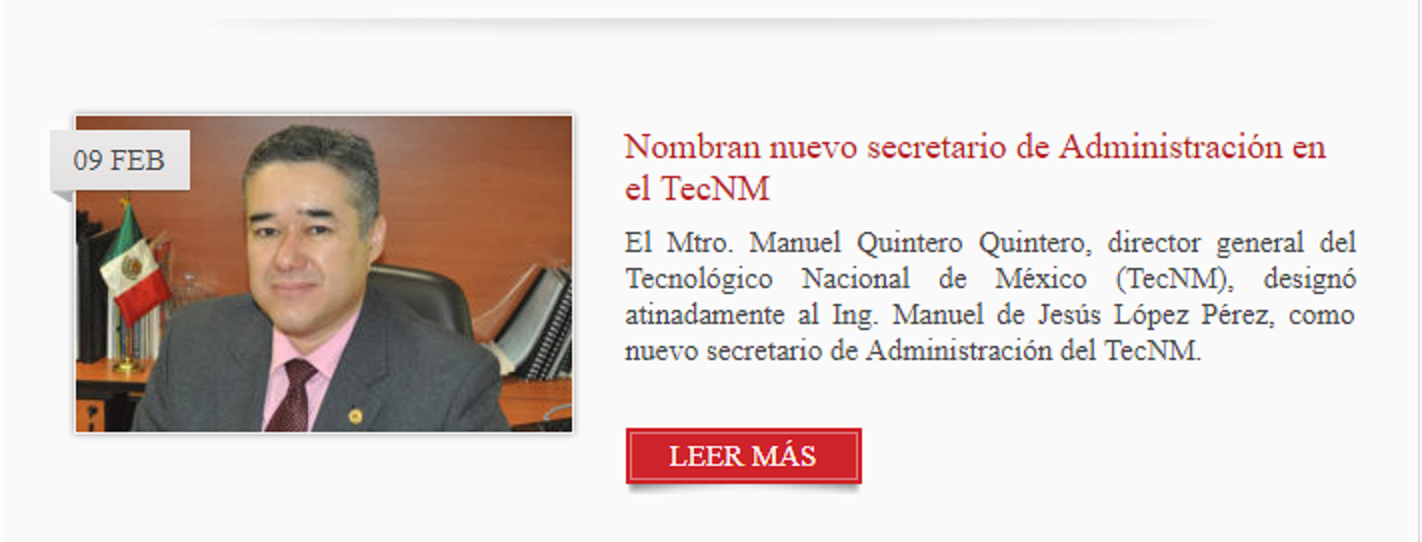 09 FEB
Nombran nuevo secretario de Administración en
el TecNM
El Mtro. Manuel Quintero Quintero, director general del
Tecnológico Nacional de México (TecNM), designó
atinadamente al Ing. Manuel de Jesús López Pérez, como
nuevo secretario de Administración del TecNM.
LEER MÁS